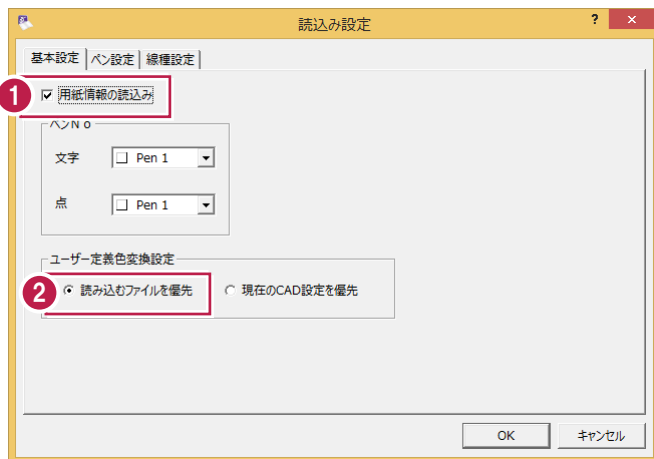 読込み設定
? ×
基本設定 ペン設定 線種設定
1
用紙情報の読込み
ペンNo
文字 Pen 1
点 Pen 1
ユーザー定義色変換設定
2
読み込むファイルを優先 現在のCAD設定を優先
OK キャンセル